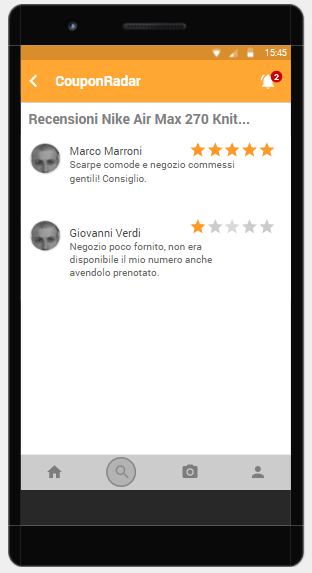 15:45
CouponRadar
2
Recensioni Nike Air Max 270 Knit...
Marco Marroni
Scarpe comode e negozio commessi
gentili! Consiglio.
Giovanni Verdi
Negozio poco fornito, non era
disponibile il mio numero anche
avendolo prenotato.